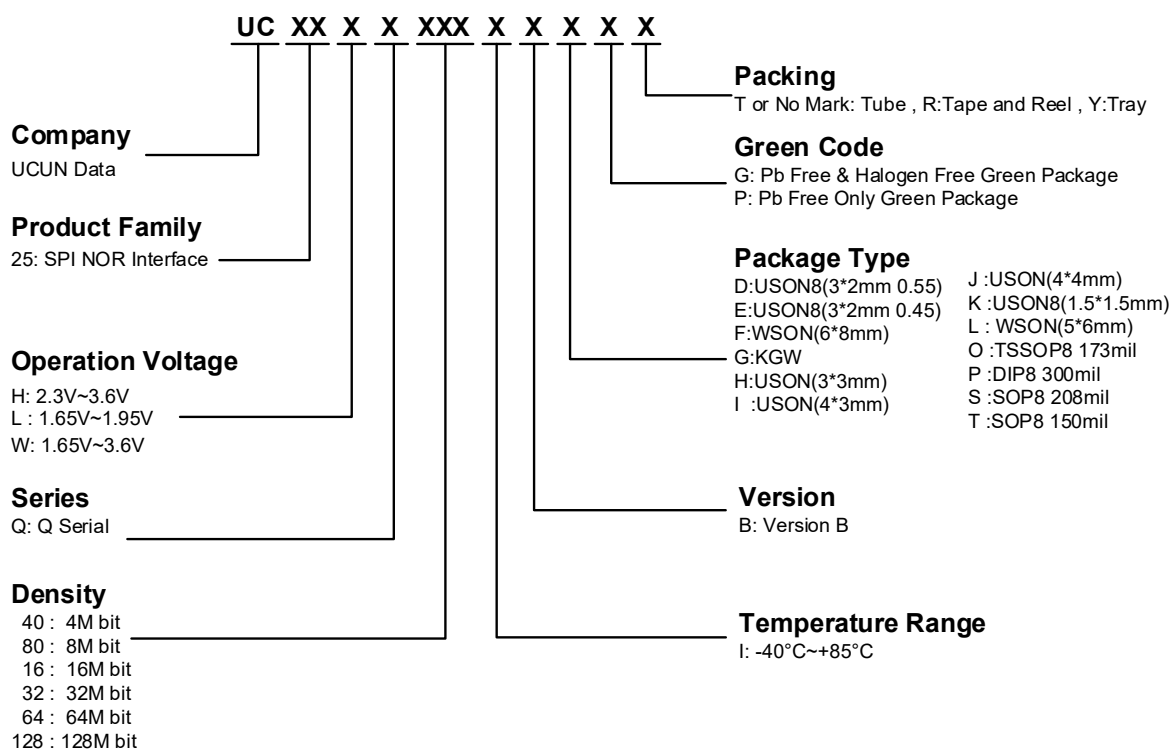 UC XX X X XXX X X X X X
Company
UCUN Data
Product Family
25: SPI NOR Interface
Operation Voltage
H: 2.3V~3.6V
L : 1.65V~1.95V
W: 1.65V~3.6V
Series
Q: Q Serial
Density
40 : 4M bit
80 : 8M bit
16 : 16M bit
32 : 32M bit
64 : 64M bit
128 : 128M bit
Packing
T or No Mark: Tube , R:Tape and Reel , Y:Tray
Green Code
G: Pb Free & Halogen Free Green Package
P: Pb Free Only Green Package
Package Type
D:USON8(3*2mm 0.55)
E:USON8(3*2mm 0.45)
F:WSON(6*8mm)
G:KGW
H:USON(3*3mm)
I :USON(4*3mm)
J :USON(4*4mm)
K :USON8(1.5*1.5mm)
L : WSON(5*6mm)
O :TSSOP8 173mil
P :DIP8 300mil
S :SOP8 208mil
T :SOP8 150mil
Version
B: Version B
Temperature Range
I: -40°C~+85°C